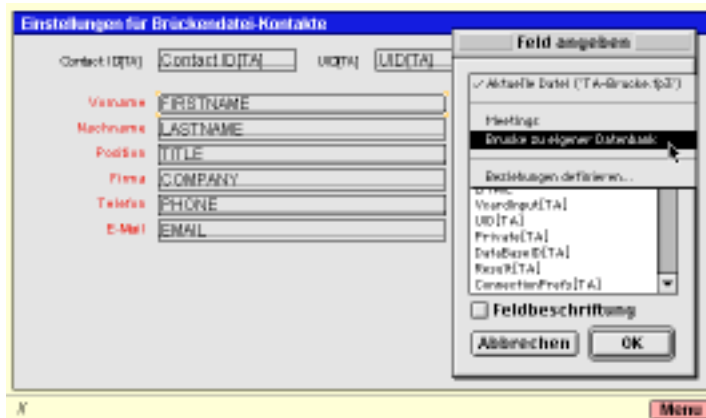 Einstellungen für Brückendatei-Kontakte
Contact ID[TA] Contact ID[TA] UID[TA] UID[TA]
Vorname FIRSTNAME
Nachname LASTNAME
Position TITLE
Firma COMPANY
Telefon PHONE
E-Mail EMAIL
Feld angeben
✓ Aktuelle Datei ("TA-Brücke.fp3")
Meetings
Brücke zu eigener Datenbank
Beziehungen definieren...
EMAIL
VcardInput[TA]
UID[TA]
Private[TA]
DataBaseID[TA]
ConnectionPrefs[TA]
Feldbeschriftung
Abbrechen OK
Menu